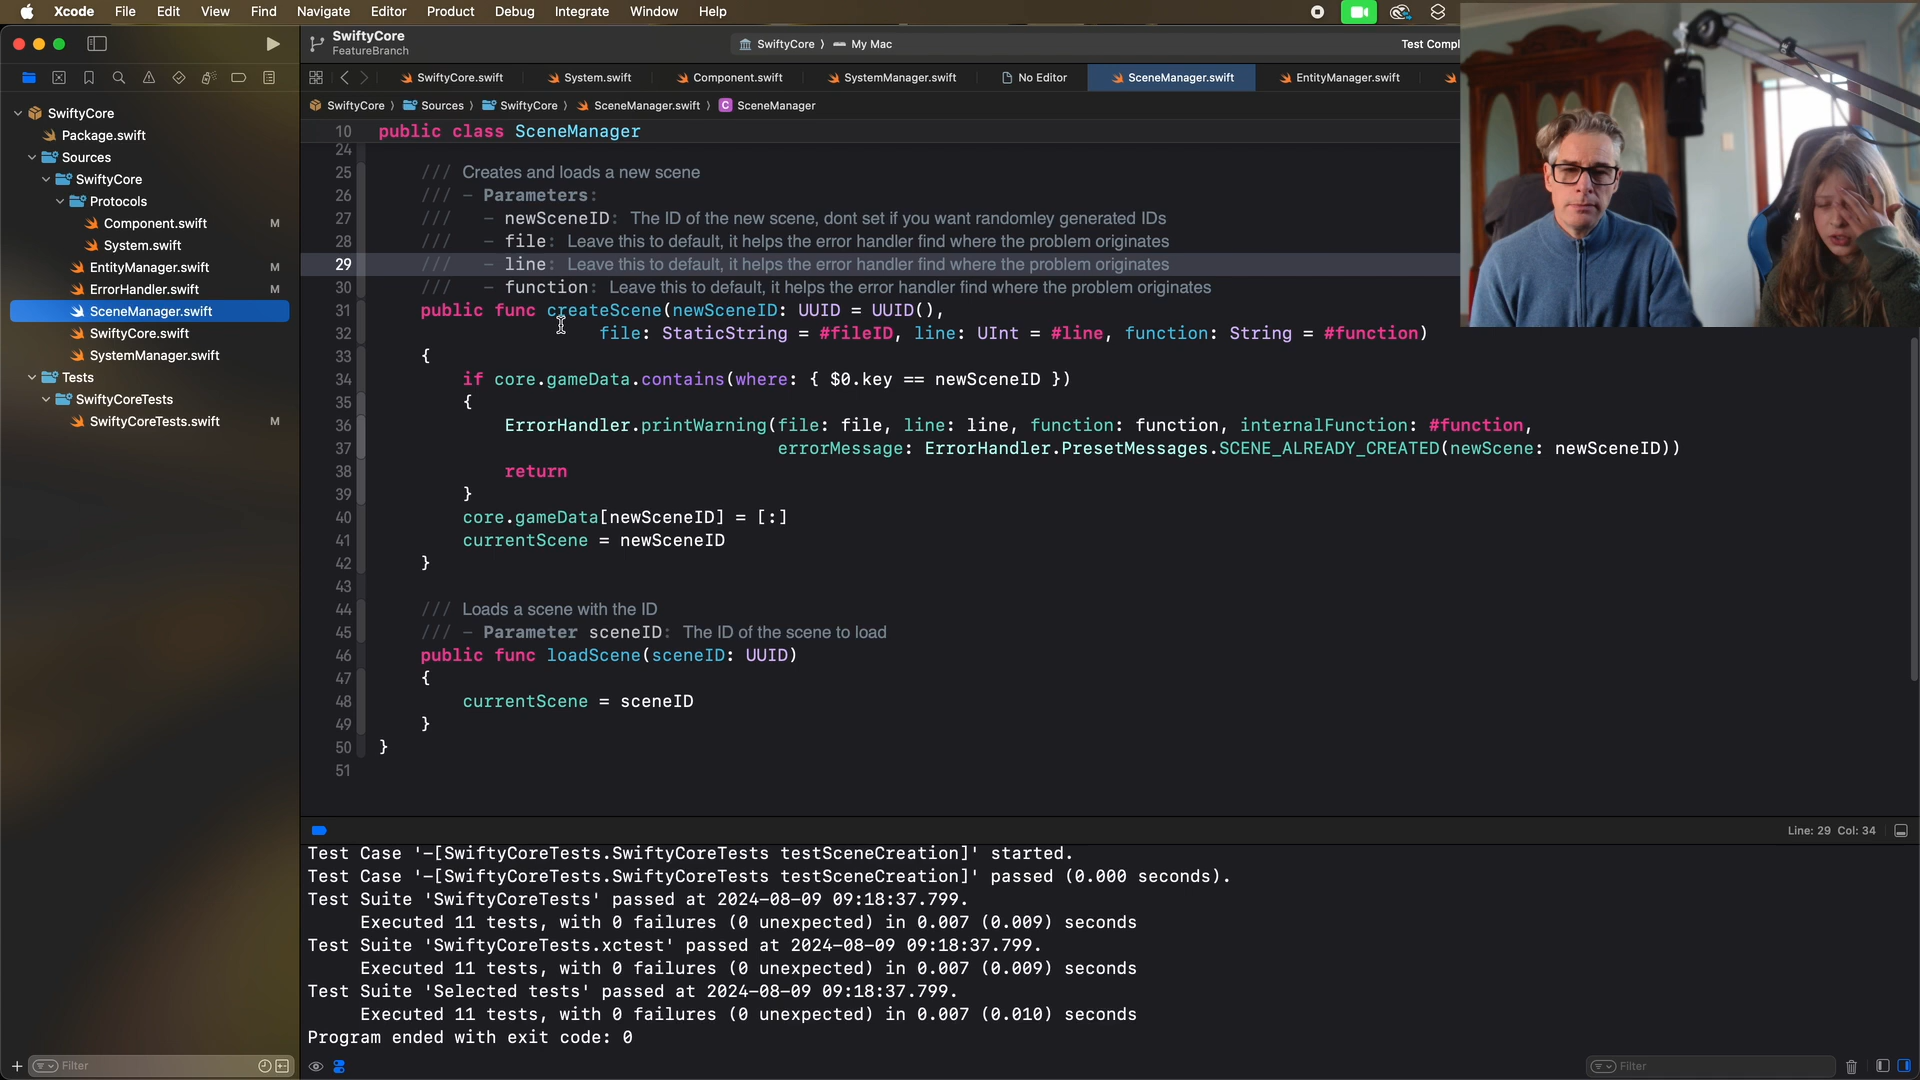 Xcode File Edit View Find Navigate Editor Product Debug Integrate Window Help
SwiftyCore
FeatureBranch
SwiftyCore ⟩ My Mac
Test Compl
SwiftyCore.swift System.swift Component.swift SystemManager.swift No Editor SceneManager.swift EntityManager.swift
SwiftyCore ⟩ Sources ⟩ SwiftyCore ⟩ SceneManager.swift ⟩ C SceneManager
SwiftyCore
Package.swift
Sources
SwiftyCore
Protocols
Component.swift M
System.swift
EntityManager.swift M
ErrorHandler.swift M
SceneManager.swift
SwiftyCore.swift
SystemManager.swift
Tests
SwiftyCoreTests
SwiftyCoreTests.swift M
10 public class SceneManager
24
25 /// Creates and loads a new scene
26 /// – Parameters:
27 /// – newSceneID: The ID of the new scene, dont set if you want randomley generated IDs
28 /// – file: Leave this to default, it helps the error handler find where the problem originates
29 /// – line: Leave this to default, it helps the error handler find where the problem originates
30 /// – function: Leave this to default, it helps the error handler find where the problem originates
31 public func createScene(newSceneID: UUID = UUID(),
32 file: StaticString = #fileID, line: UInt = #line, function: String = #function)
33 {
34 if core.gameData.contains(where: { $0.key == newSceneID })
35 {
36 ErrorHandler.printWarning(file: file, line: line, function: function, internalFunction: #function,
37 errorMessage: ErrorHandler.PresetMessages.SCENE_ALREADY_CREATED(newScene: newSceneID))
38 return
39 }
40 core.gameData[newSceneID] = [:]
41 currentScene = newSceneID
42 }
43
44 /// Loads a scene with the ID
45 /// – Parameter sceneID: The ID of the scene to load
46 public func loadScene(sceneID: UUID)
47 {
48 currentScene = sceneID
49 }
50 }
51
Line: 29 Col: 34
Test Case '-[SwiftyCoreTests.SwiftyCoreTests testSceneCreation]' started.
Test Case '-[SwiftyCoreTests.SwiftyCoreTests testSceneCreation]' passed (0.000 seconds).
Test Suite 'SwiftyCoreTests' passed at 2024-08-09 09:18:37.799.
Executed 11 tests, with 0 failures (0 unexpected) in 0.007 (0.009) seconds
Test Suite 'SwiftyCoreTests.xctest' passed at 2024-08-09 09:18:37.799.
Executed 11 tests, with 0 failures (0 unexpected) in 0.007 (0.009) seconds
Test Suite 'Selected tests' passed at 2024-08-09 09:18:37.799.
Executed 11 tests, with 0 failures (0 unexpected) in 0.007 (0.010) seconds
Program ended with exit code: 0
Filter
Filter